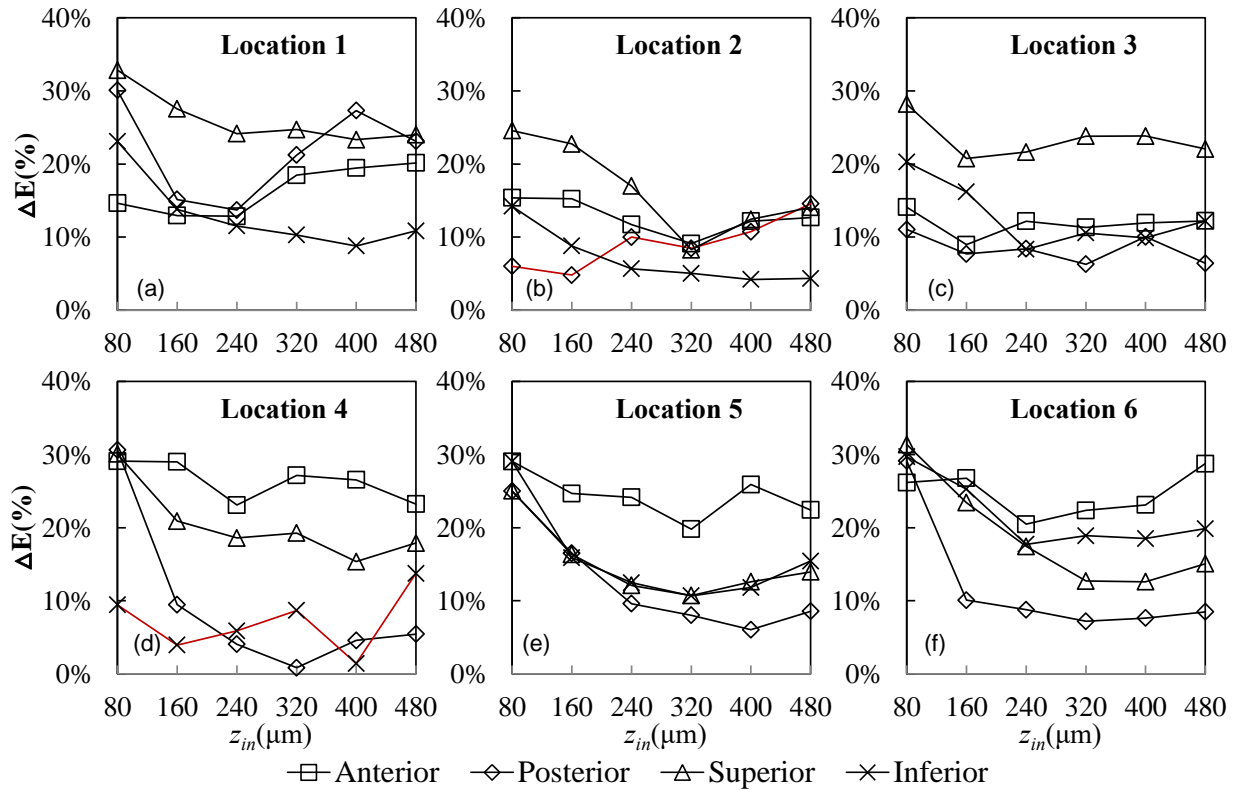 40% 40% 40%
Location 1 Location 2 Location 3
30% 30% 30%
20% 20% 20%
10% 10% 10%
(a) (b) (c)
0% 0% 0%
80 160 240 320 400 480 80 160 240 320 400 480 80 160 240 320 400 480
ΔE(%)
40% 40% 40%
Location 4 Location 5 Location 6
30% 30% 30%
20% 20% 20%
10% 10% 10%
(d) (e) (f)
0% 0% 0%
80 160 240 320 400 480 80 160 240 320 400 480 80 160 240 320 400 480
ΔE(%)
z_in(μm) z_in(μm) z_in(μm)
Anterior Posterior Superior Inferior